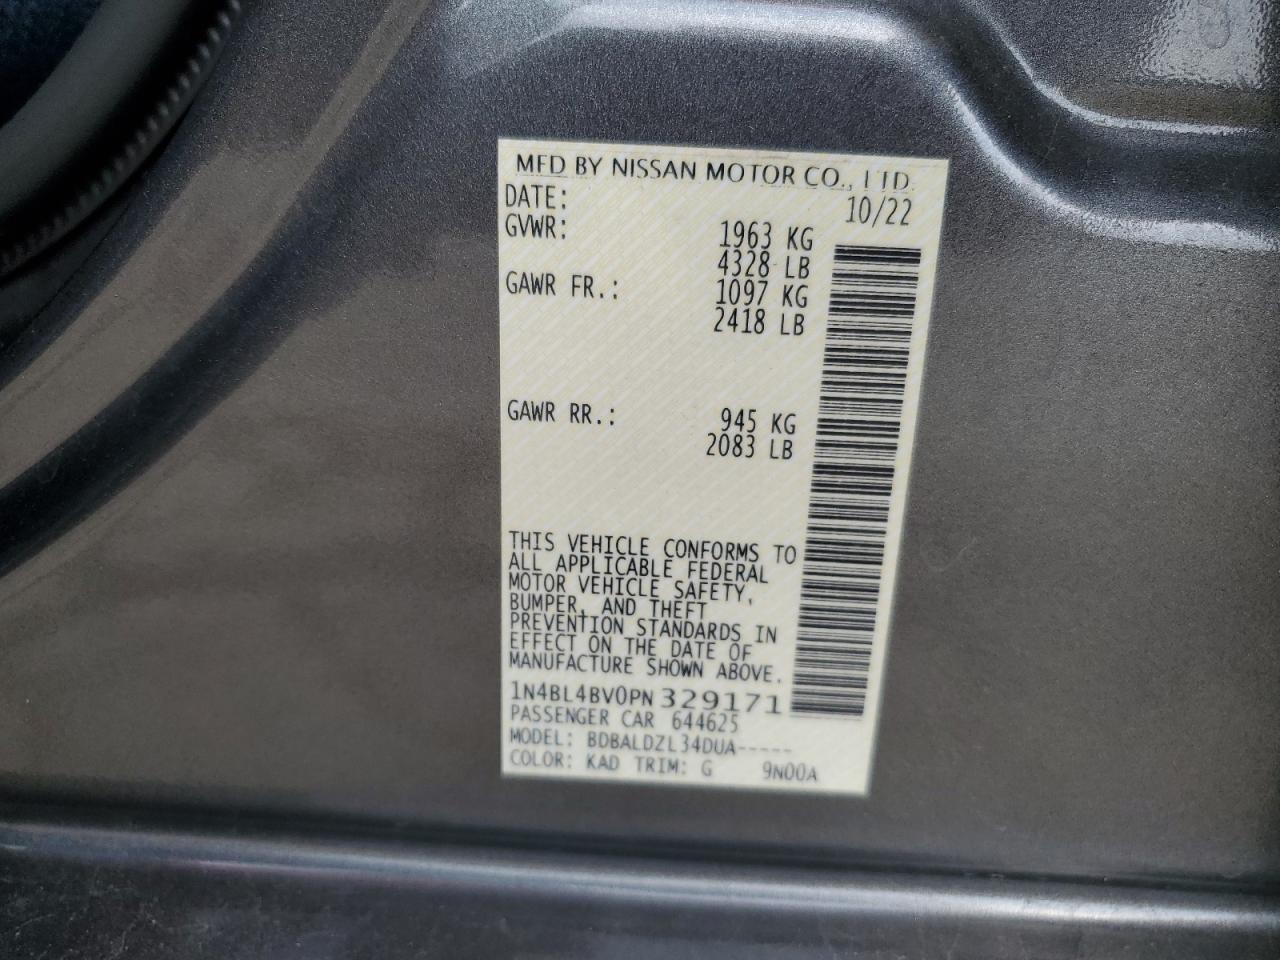 MFD BY NISSAN MOTOR CO., LTD.
DATE: 10/22
GVWR: 1963 KG
4328 LB
GAWR FR.: 1097 KG
2418 LB
GAWR RR.: 945 KG
2083 LB
THIS VEHICLE CONFORMS TO
ALL APPLICABLE FEDERAL
MOTOR VEHICLE SAFETY,
BUMPER, AND THEFT
PREVENTION STANDARDS IN
EFFECT ON THE DATE OF
MANUFACTURE SHOWN ABOVE.
1N4BL4BV0PN329171
PASSENGER CAR 644625
MODEL: BDBALDZL34DUA-----
COLOR: KAD TRIM: G 9N00A